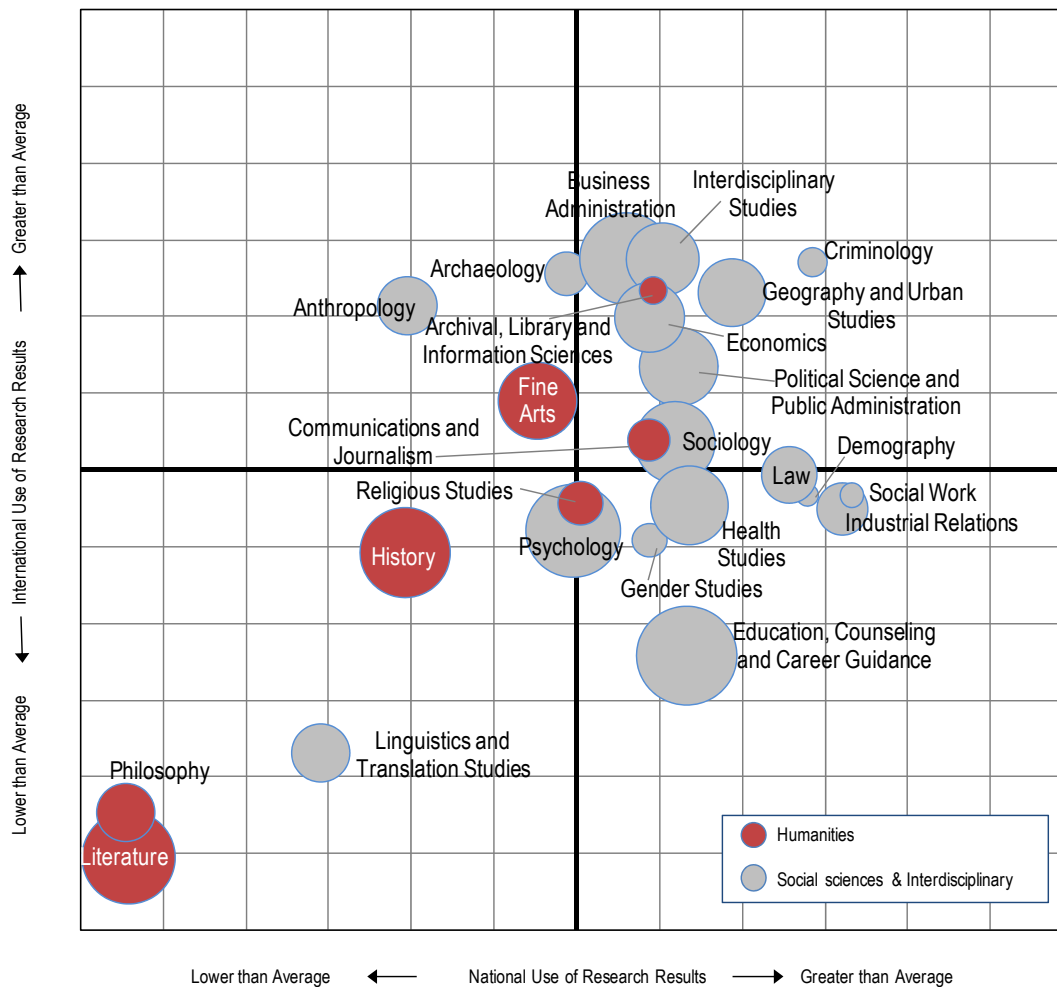 Business
Administration
Interdisciplinary
Studies
Archaeology
Criminology
Anthropology
Geography and Urban
Studies
Archival, Library and
Information Sciences
Economics
Fine
Arts
Political Science and
Public Administration
Communications and
Journalism
Sociology
Demography
Religious Studies
Law
Social Work
Industrial Relations
Psychology
Health
Studies
History
Gender Studies
Education, Counseling
and Career Guidance
Linguistics and
Translation Studies
Philosophy
Literature
Humanities
Social sciences & Interdisciplinary
Lower than Average
International Use of Research Results
Greater than Average
Lower than Average
National Use of Research Results
Greater than Average